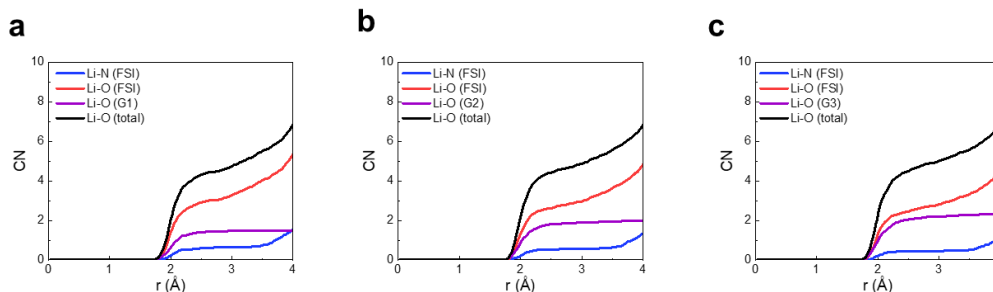 a
10
8
6
4
2
0
CN
Li-N (FSI)
Li-O (FSI)
Li-O (G1)
Li-O (total)
0 1 2 3 4
r (Å)
b
10
8
6
4
2
0
CN
Li-N (FSI)
Li-O (FSI)
Li-O (G2)
Li-O (total)
0 1 2 3 4
r (Å)
c
10
8
6
4
2
0
CN
Li-N (FSI)
Li-O (FSI)
Li-O (G3)
Li-O (total)
0 1 2 3
r (Å)